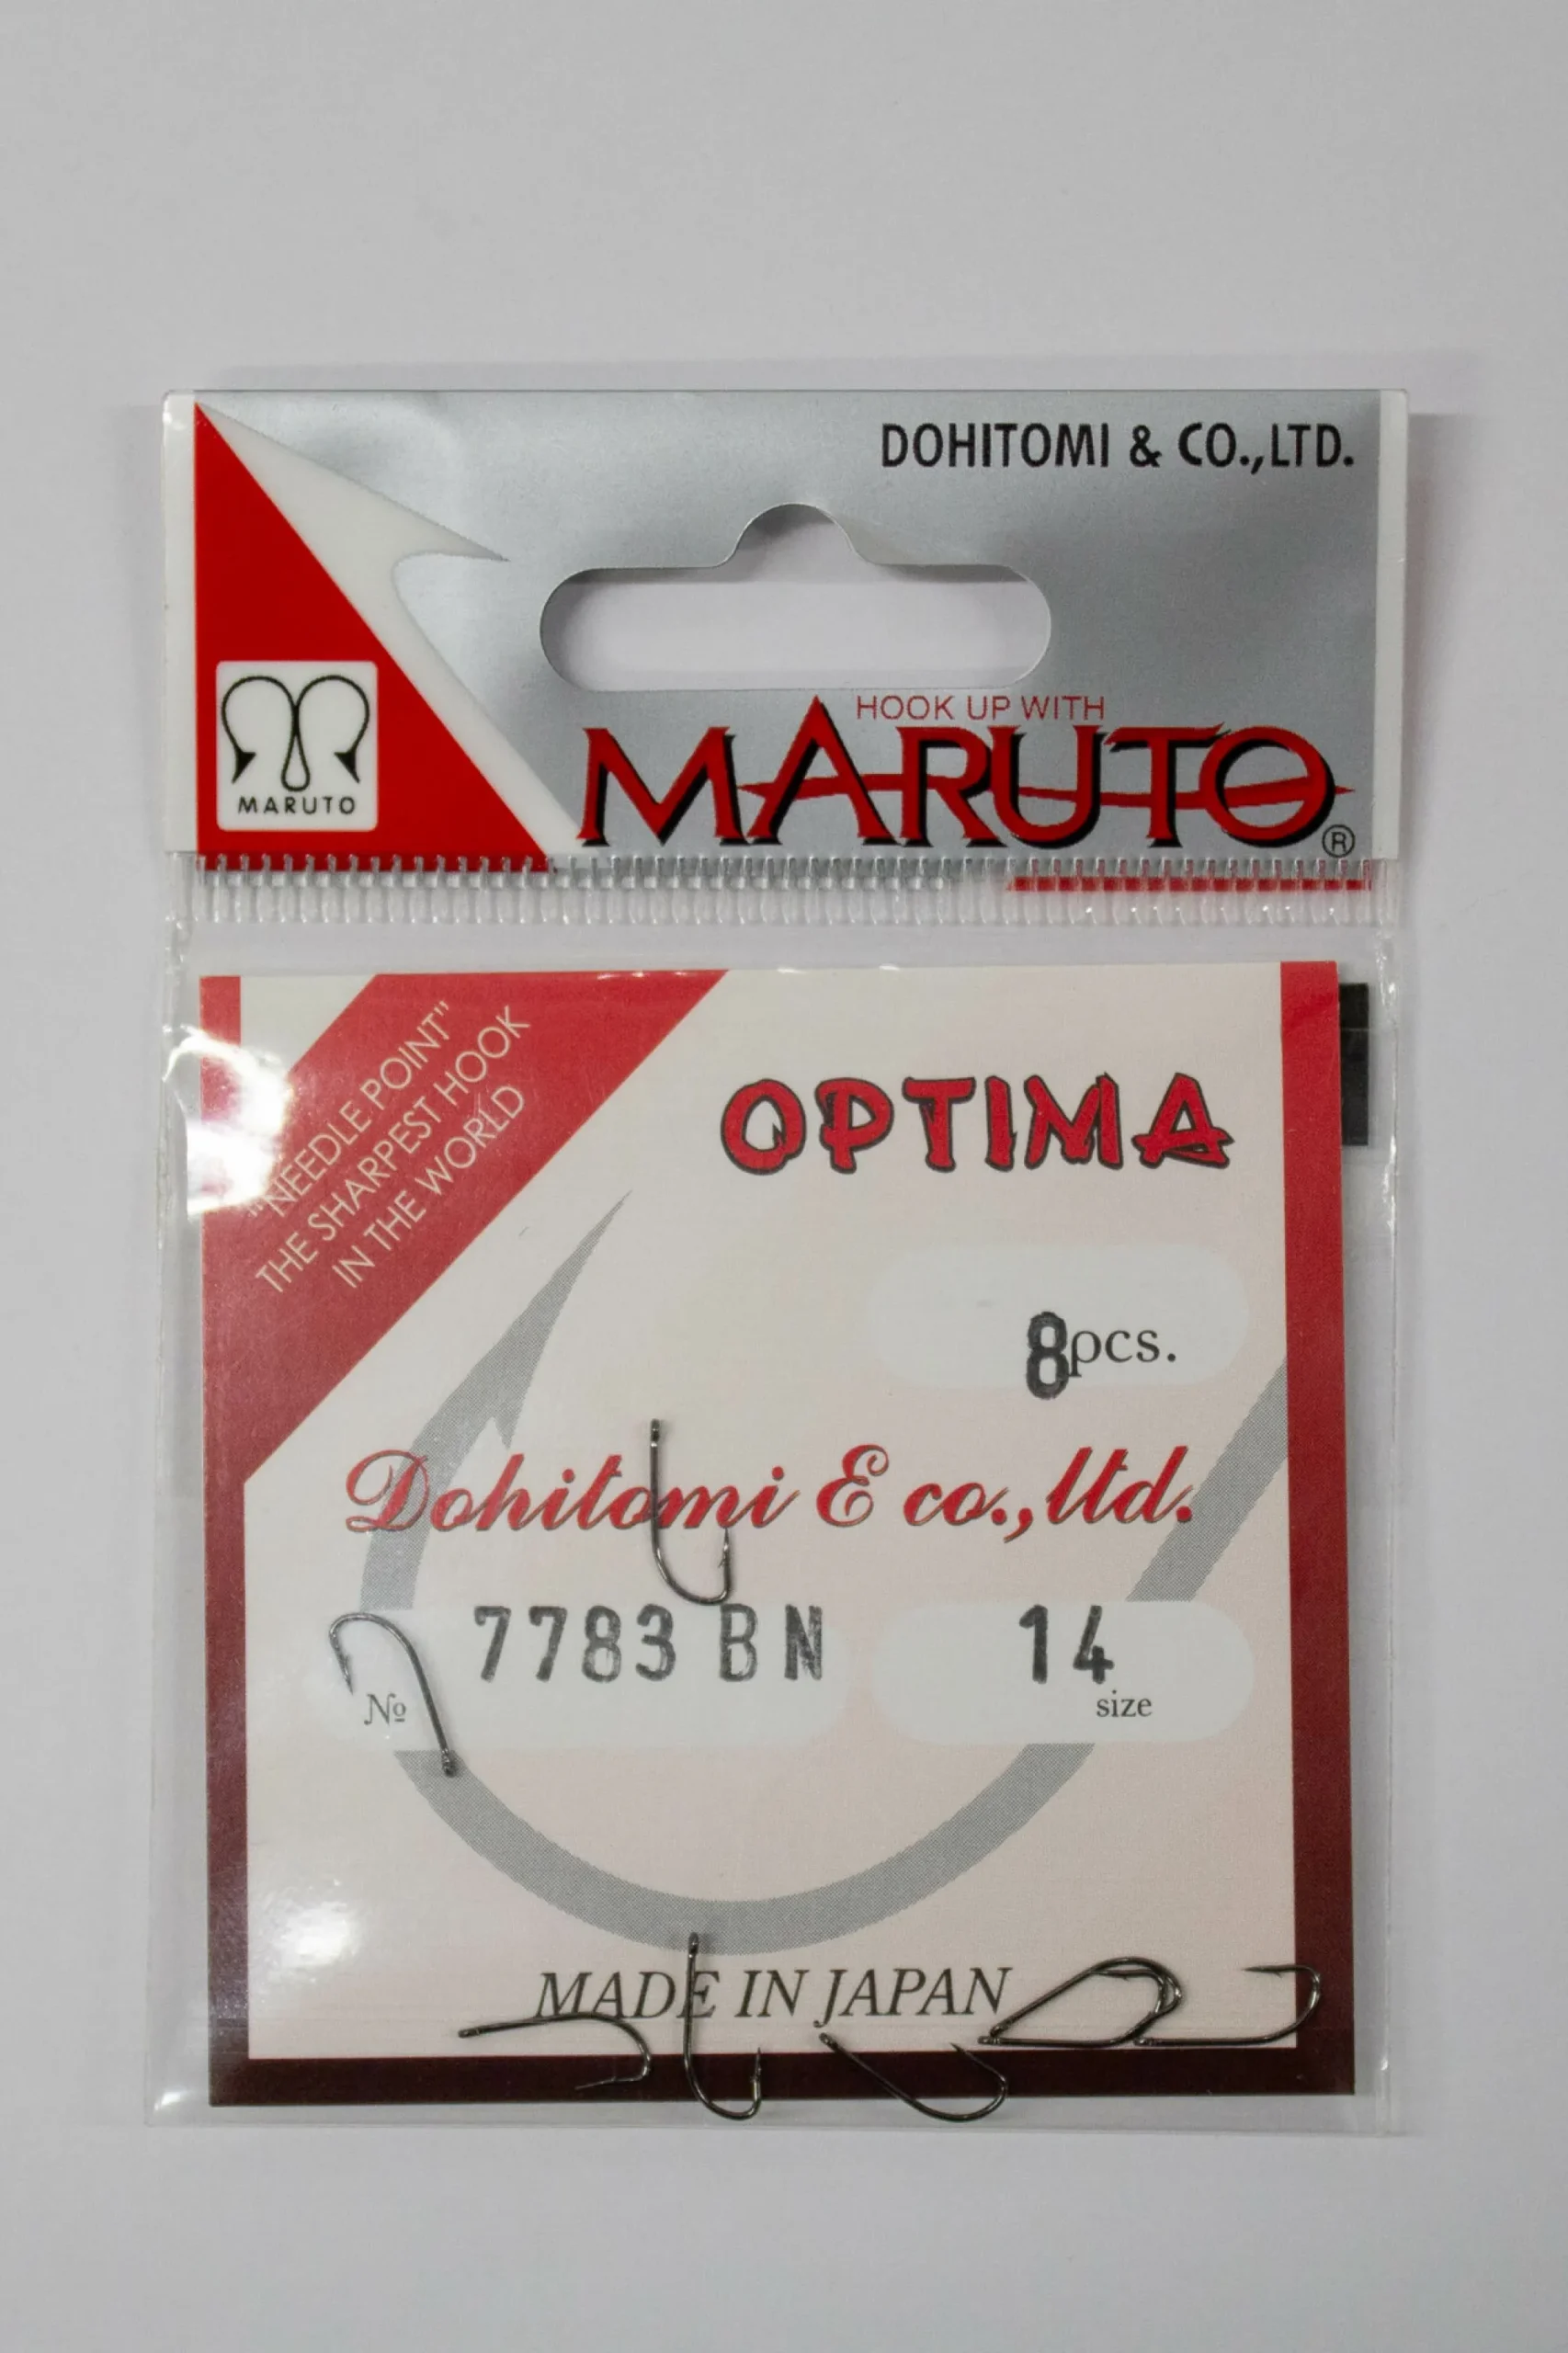 DOHITOMI & CO.,LTD.
HOOK UP WITH
MARUTO®
MARUTO
"NEEDLE POINT"
THE SHARPEST HOOK
IN THE WORLD
OPTIMA
8pcs.
Dohitomi & co.,ltd.
№ 7783 BN
14 size
MADE IN JAPAN